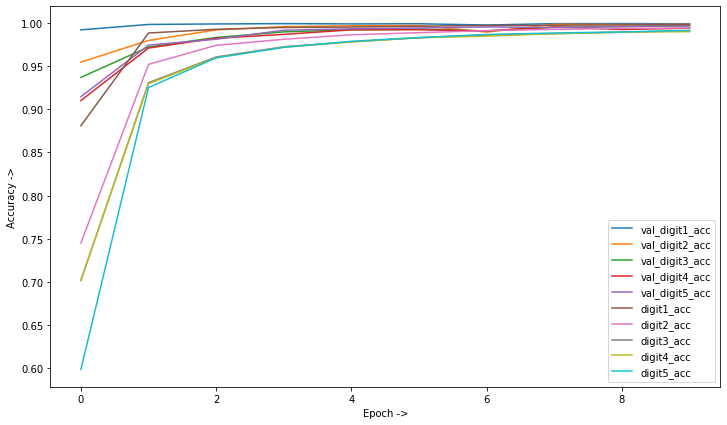 1.00
0.95
0.90
0.85
0.80
0.75
0.70
0.65
0.60
Accuracy ->
0 2 4 6 8
Epoch ->
val_digit1_acc
val_digit2_acc
val_digit3_acc
val_digit4_acc
val_digit5_acc
digit1_acc
digit2_acc
digit3_acc
digit4_acc
digit5_acc